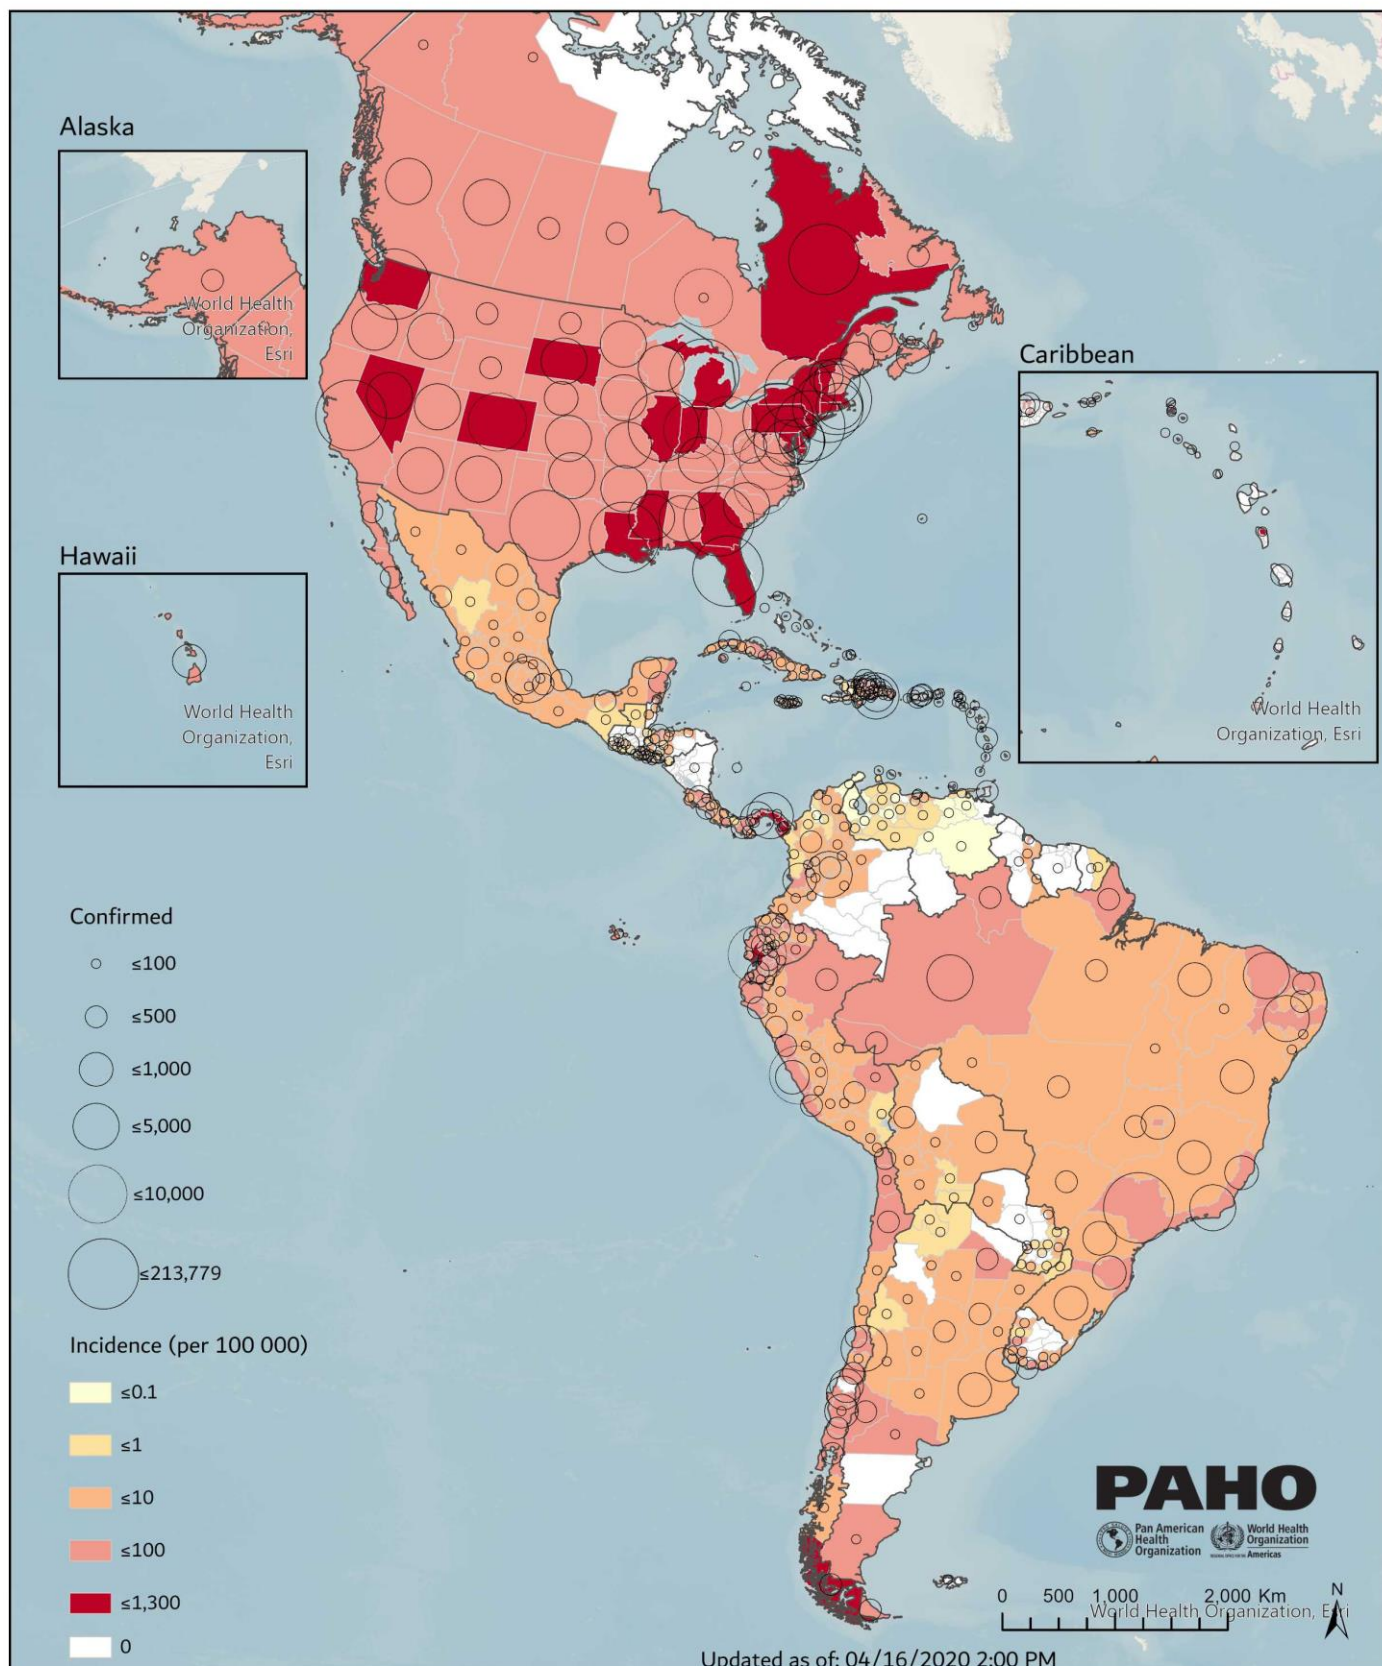 Alaska
World Health
Organization,
Esri
Caribbean
World Health
Organization, Esri
Hawaii
World Health
Organization,
Esri
Confirmed
≤100
≤500
≤1,000
≤5,000
≤10,000
≤213,779
Incidence (per 100 000)
≤0.1
≤1
≤10
≤100
≤1,300
0
PAHO
Pan American
Health
Organization
World Health
Organization
Americas
0 500 1,000 2,000 Km
N
World Health Organization, Esri
Updated as of: 04/16/2020 2:00 PM